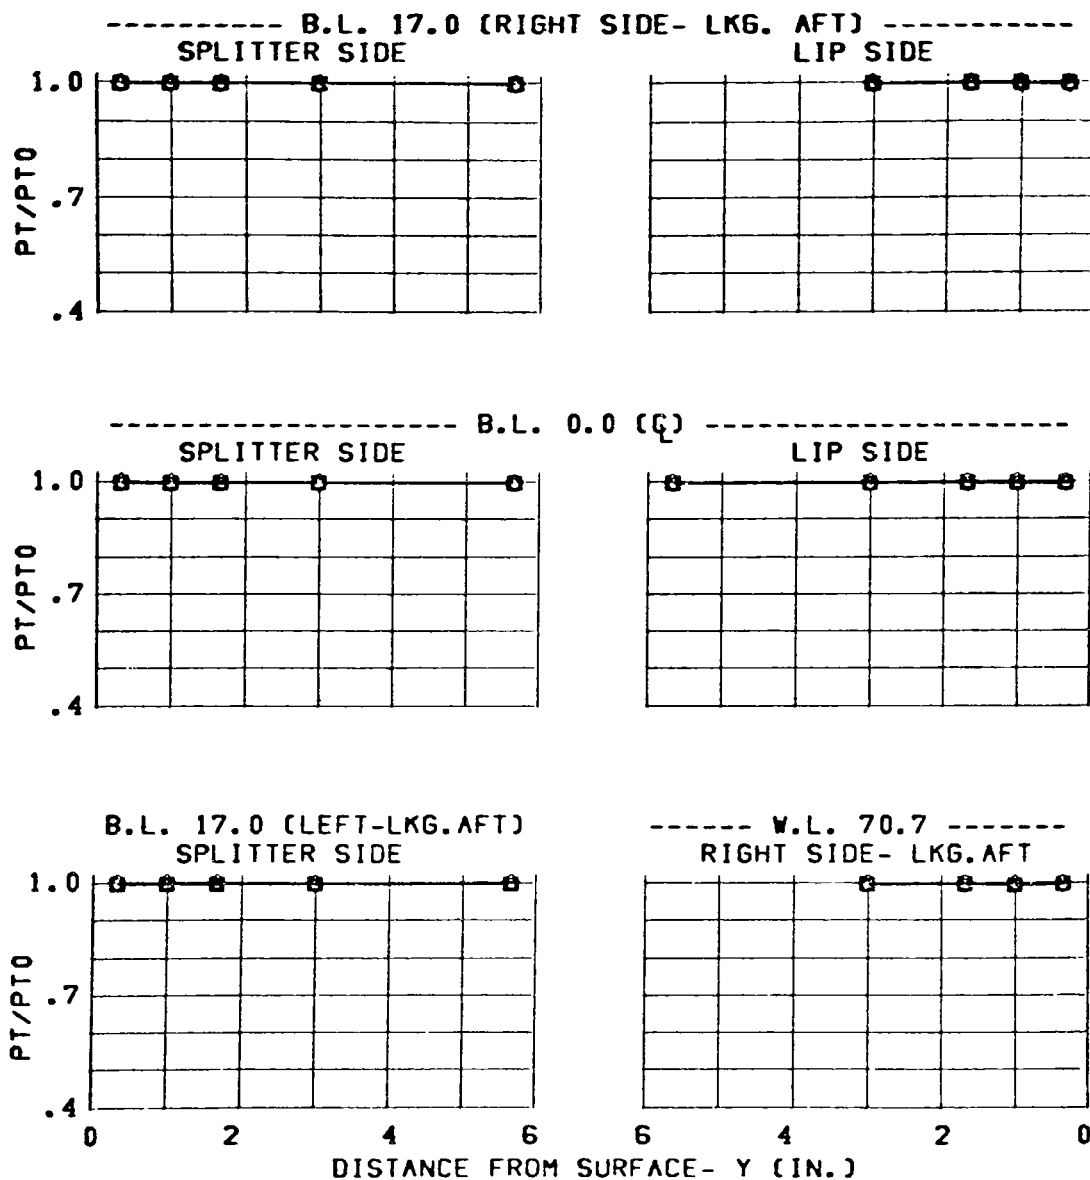 ---------- B.L. 17.0 (RIGHT SIDE- LKG. AFT) ----------
SPLITTER SIDE LIP SIDE
1.0
.7
.4
PT/PTO
------------------- B.L. 0.0 (℄) -------------------
SPLITTER SIDE LIP SIDE
1.0
.7
.4
PT/PTO
B.L. 17.0 (LEFT-LKG.AFT) ------ W.L. 70.7 -------
SPLITTER SIDE RIGHT SIDE- LKG.AFT
1.0
.7
.4
PT/PTO
0 2 4 6 6 4 2 0
DISTANCE FROM SURFACE- Y (IN.)